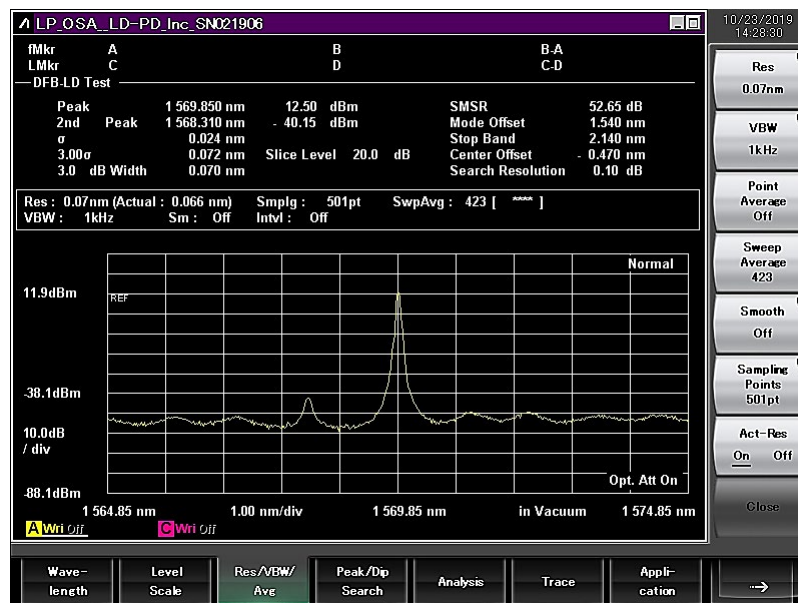 LP_OSA__LD-PD_Inc_SN021906
10/23/2019
14:28:30
fMkr A B B-A
LMkr C D C-D
DFB-LD Test
Peak 1 569.850 nm 12.50 dBm SMSR 52.65 dB
2nd Peak 1 568.310 nm - 40.15 dBm Mode Offset 1.540 nm
σ 0.024 nm Stop Band 2.140 nm
3.00σ 0.072 nm Slice Level 20.0 dB Center Offset - 0.470 nm
3.0 dB Width 0.070 nm Search Resolution 0.10 dB
Res : 0.07nm (Actual : 0.066 nm) Smplg : 501pt SwpAvg : 423 [ **** ]
VBW : 1kHz Sm : Off Intvl : Off
Normal
11.9dBm
REF
-38.1dBm
10.0dB
/ div
Opt. Att On
-88.1dBm
1 564.85 nm 1.00 nm/div 1 569.85 nm in Vacuum 1 574.85 nm
A Wri Off C Wri Off
Res
0.07nm
VBW
1kHz
Point
Average
Off
Sweep
Average
423
Smooth
Off
Sampling
Points
501pt
Act-Res
On Off
Close
Wave-
length
Level
Scale
Res/VBW/
Avg
Peak/Dip
Search
Analysis
Trace
Appli-
cation